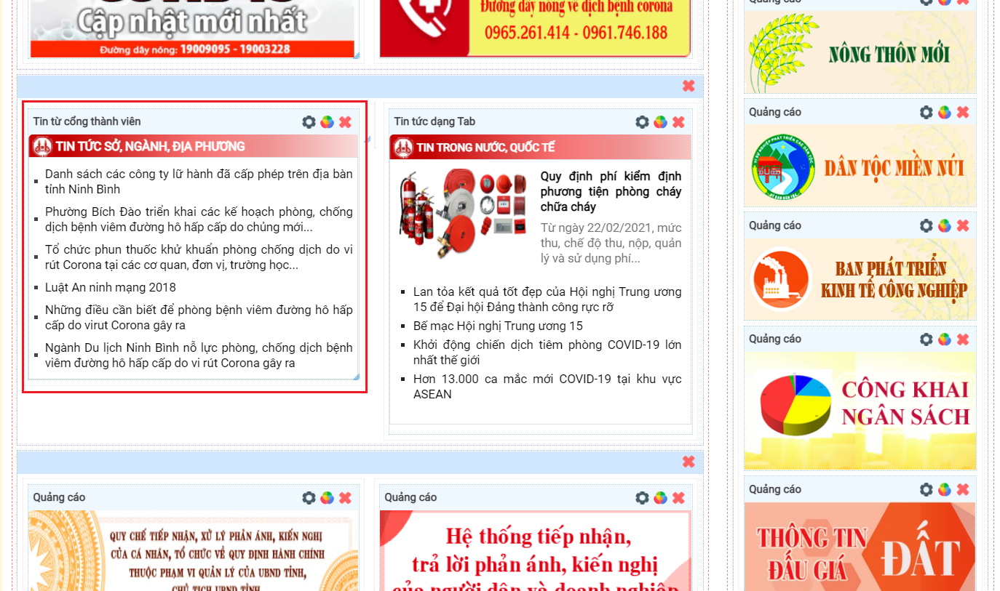 COVID-19
Cập nhật mới nhất
Đường dây nóng: 19009095 - 19003228
Đường dây nóng về dịch bệnh corona
0965.261.414 - 0961.746.188
Tin từ cổng thành viên
TIN TỨC SỞ, NGÀNH, ĐỊA PHƯƠNG
Danh sách các công ty lữ hành đã cấp phép trên địa bàn
tỉnh Ninh Bình
Phường Bích Đào triển khai các kế hoạch phòng, chống
dịch bệnh viêm đường hô hấp cấp do chủng mới...
Tổ chức phun thuốc khử khuẩn phòng chống dịch do vi
rút Corona tại các cơ quan, đơn vị, trường học...
Luật An ninh mạng 2018
Những điều cần biết để phòng bệnh viêm đường hô hấp
cấp do virut Corona gây ra
Ngành Du lịch Ninh Bình nỗ lực phòng, chống dịch bệnh
viêm đường hô hấp cấp do vi rút Corona gây ra
Tin tức dạng Tab
TIN TRONG NƯỚC, QUỐC TẾ
Quy định phí kiểm định
phương tiện phòng cháy
chữa cháy
Từ ngày 22/02/2021, mức
thu, chế độ thu, nộp, quản
lý và sử dụng phí...
Lan tỏa kết quả tốt đẹp của Hội nghị Trung ương
15 để Đại hội Đảng thành công rực rỡ
Bế mạc Hội nghị Trung ương 15
Khởi động chiến dịch tiêm phòng COVID-19 lớn
nhất thế giới
Hơn 13.000 ca mắc mới COVID-19 tại khu vực
ASEAN
Quảng cáo
QUY CHẾ TIẾP NHẬN, XỬ LÝ PHẢN ÁNH, KIẾN NGHỊ
CỦA CÁ NHÂN, TỔ CHỨC VỀ QUY ĐỊNH HÀNH CHÍNH
THUỘC PHẠM VI QUẢN LÝ CỦA UBND TỈNH,
CHỦ TỊCH UBND TỈNH
Quảng cáo
Hệ thống tiếp nhận,
trả lời phản ánh, kiến nghị
của người dân và doanh nghiệp
Quảng cáo
NÔNG THÔN MỚI
Quảng cáo
DÂN TỘC MIỀN NÚI
Quảng cáo
BAN PHÁT TRIỂN
KINH TẾ CÔNG NGHIỆP
Quảng cáo
CÔNG KHAI
NGÂN SÁCH
Quảng cáo
THÔNG TIN
ĐẤU GIÁ
ĐẤT